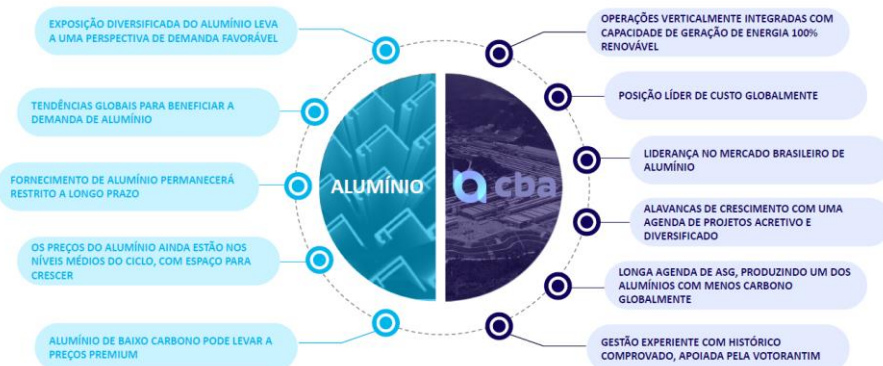 EXPOSIÇÃO DIVERSIFICADA DO ALUMÍNIO LEVA
A UMA PERSPECTIVA DE DEMANDA FAVORÁVEL
TENDÊNCIAS GLOBAIS PARA BENEFICIAR A
DEMANDA DE ALUMÍNIO
FORNECIMENTO DE ALUMÍNIO PERMANECERÁ
RESTRITO A LONGO PRAZO
OS PREÇOS DO ALUMÍNIO AINDA ESTÃO NOS
NÍVEIS MÉDIOS DO CICLO, COM ESPAÇO PARA
CRESCER
ALUMÍNIO DE BAIXO CARBONO PODE LEVAR A
PREÇOS PREMIUM
ALUMÍNIO
cba
OPERAÇÕES VERTICALMENTE INTEGRADAS COM
CAPACIDADE DE GERAÇÃO DE ENERGIA 100%
RENOVÁVEL
POSIÇÃO LÍDER DE CUSTO GLOBALMENTE
LIDERANÇA NO MERCADO BRASILEIRO DE
ALUMÍNIO
ALAVANCAS DE CRESCIMENTO COM UMA
AGENDA DE PROJETOS ACRETIVO E
DIVERSIFICADO
LONGA AGENDA DE ASG, PRODUZINDO UM DOS
ALUMÍNIOS COM MENOS CARBONO
GLOBALMENTE
GESTÃO EXPERIENTE COM HISTÓRICO
COMPROVADO, APOIADA PELA VOTORANTIM